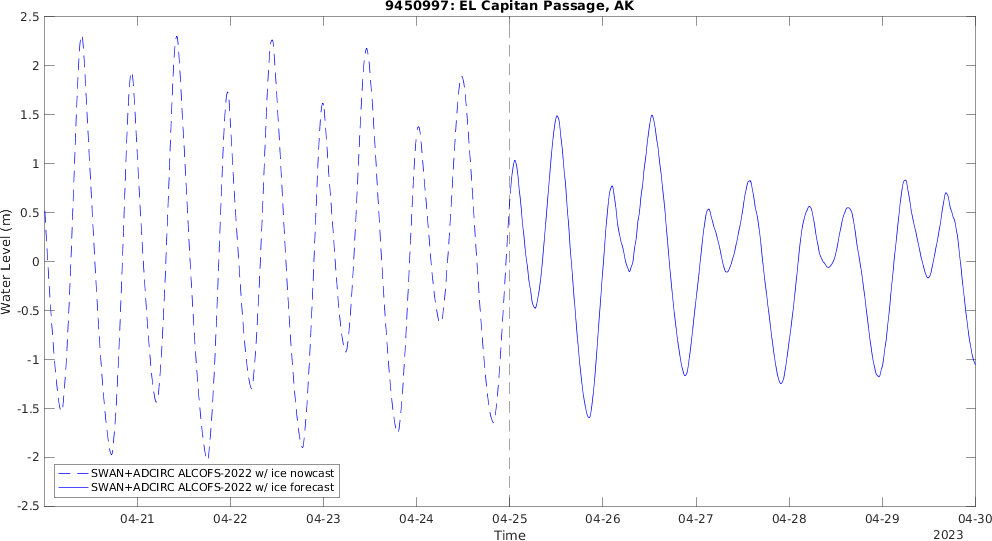 9450997: EL Capitan Passage, AK
2.5
2
1.5
1
0.5
0
-0.5
-1
-1.5
-2
-2.5
Water Level (m)
SWAN+ADCIRC ALCOFS-2022 w/ ice nowcast
SWAN+ADCIRC ALCOFS-2022 w/ ice forecast
04-21 04-22 04-23 04-24 04-25 04-26 04-27 04-28 04-29 04-30
Time
2023